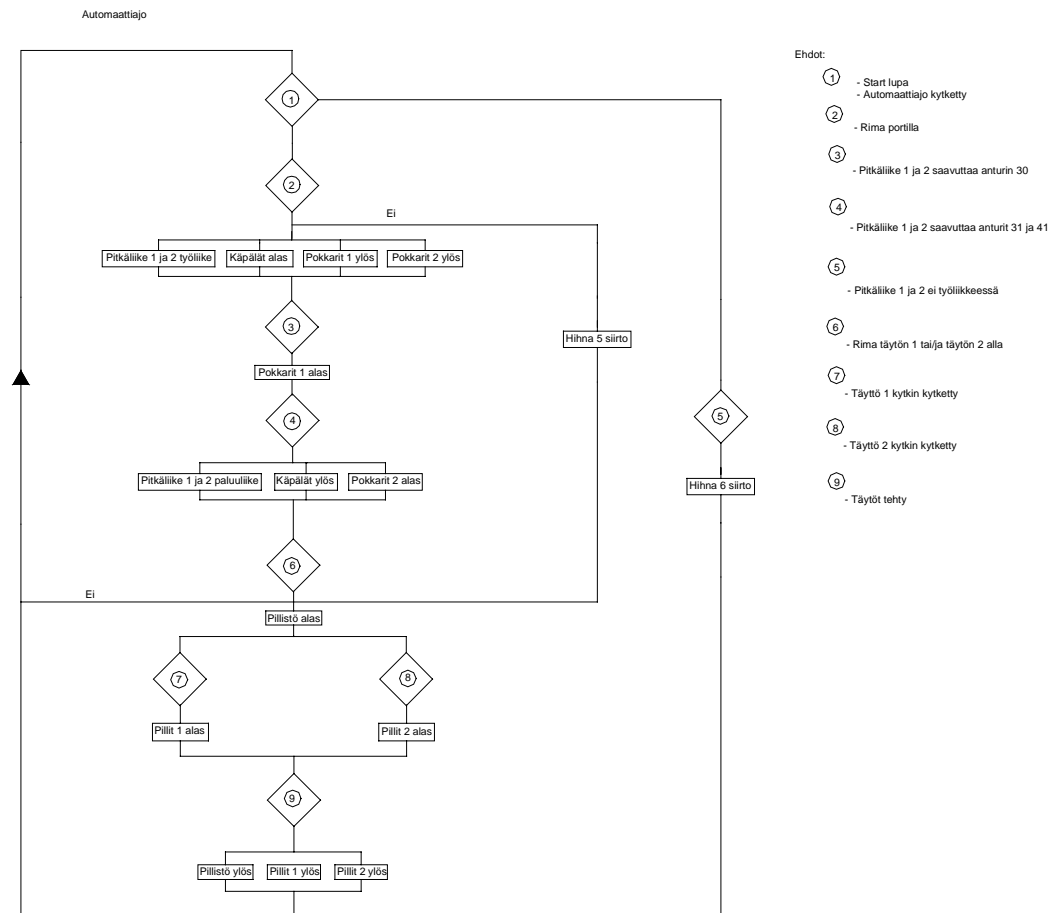 Automaattiajo
1
2
Ei
Pitkäliike 1 ja 2 työliike
Käpälät alas
Pokkarit 1 ylös
Pokkarit 2 ylös
3
Hihna 5 siirto
Pokkarit 1 alas
4
5
Pitkäliike 1 ja 2 paluuliike
Käpälät ylös
Pokkarit 2 alas
Hihna 6 siirto
6
Ei
Pillistö alas
7
8
Pillit 1 alas
Pillit 2 alas
9
Pillistö ylös
Pillit 1 ylös
Pillit 2 ylös
Ehdot:
1
- Start lupa
- Automaattiajo kytketty
2
- Rima portilla
3
- Pitkäliike 1 ja 2 saavuttaa anturin 30
4
- Pitkäliike 1 ja 2 saavuttaa anturit 31 ja 41
5
- Pitkäliike 1 ja 2 ei työliikkeessä
6
- Rima täytön 1 tai/ja täytön 2 alla
7
- Täyttö 1 kytkin kytketty
8
- Täyttö 2 kytkin kytketty
9
- Täytöt tehty